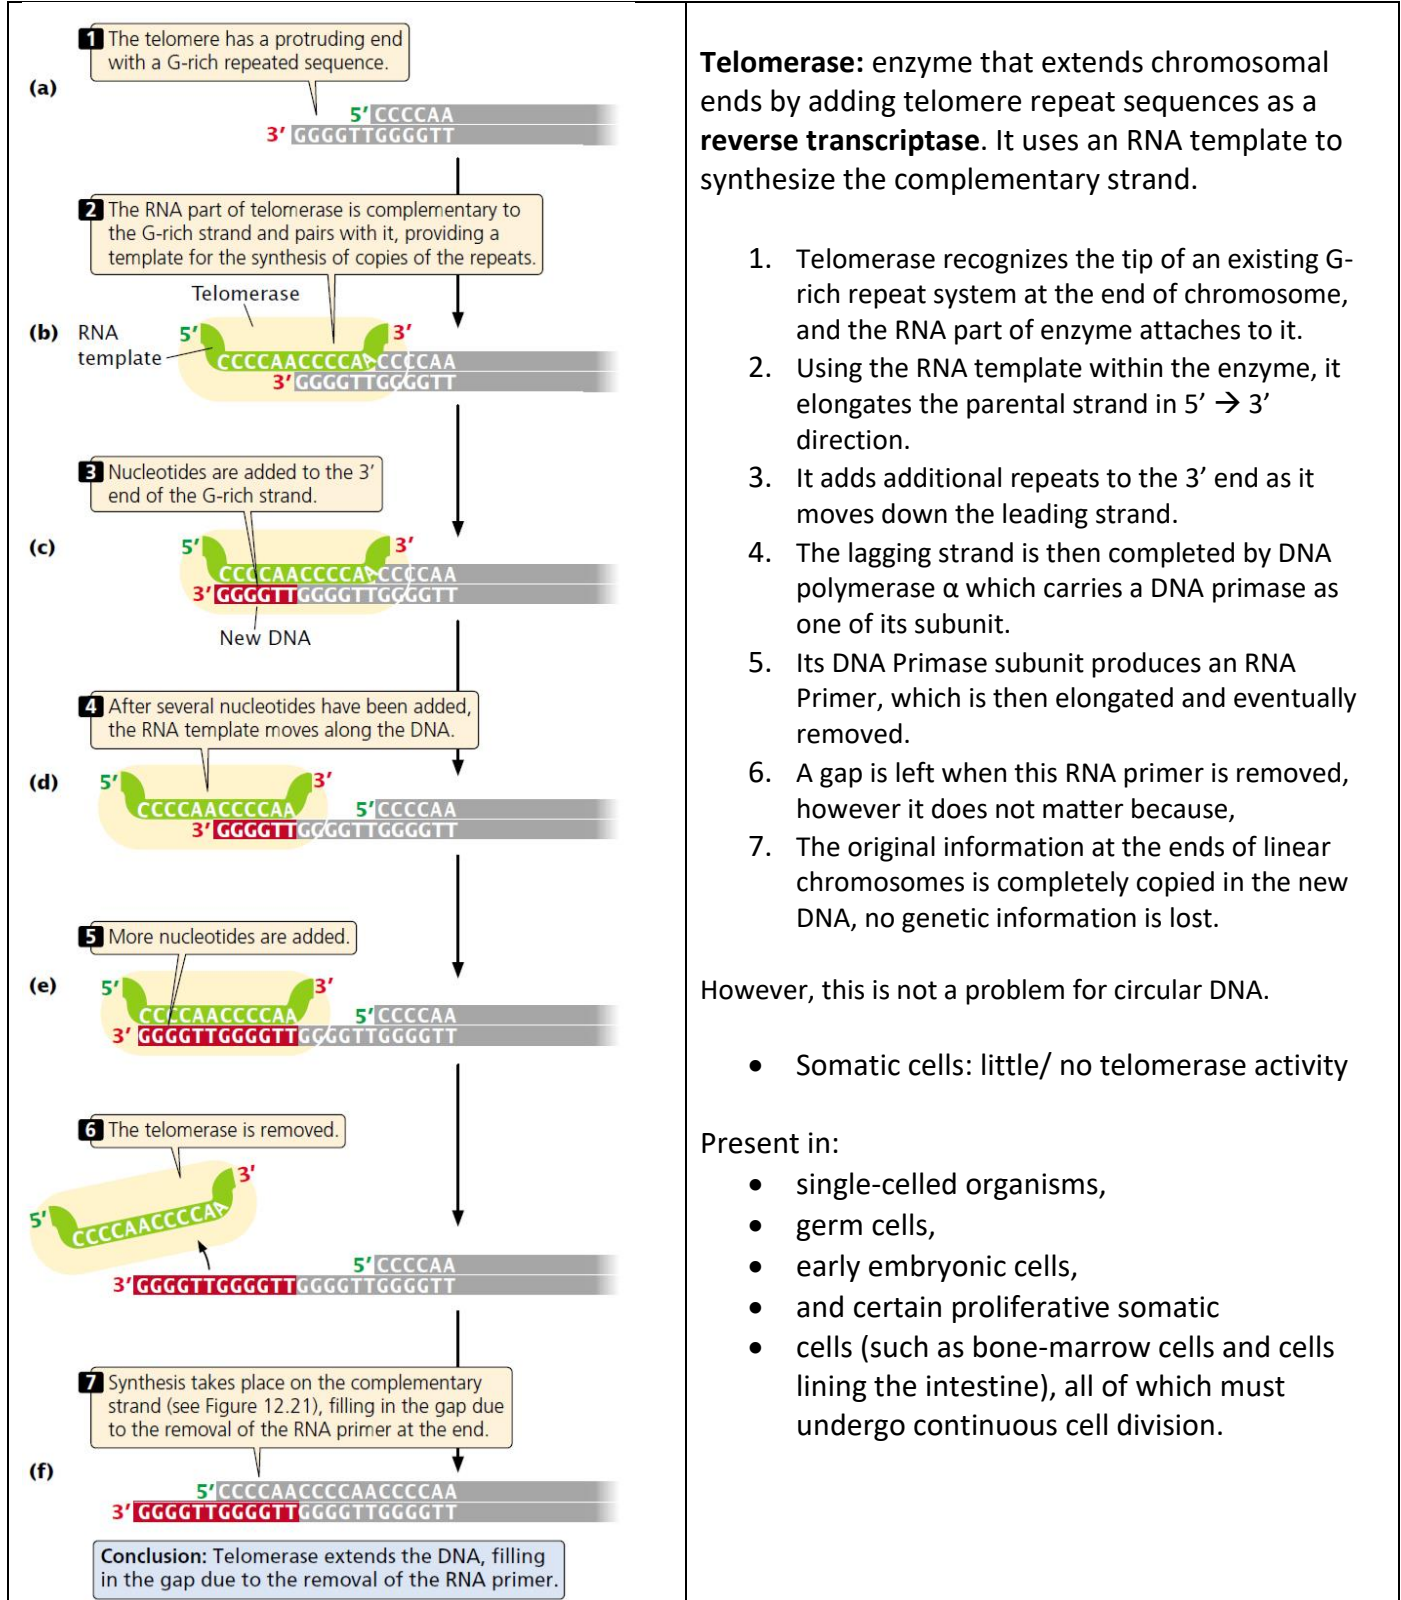 1 The telomere has a protruding end
with a G-rich repeated sequence.
(a)
5′ CCCCAA
3′ GGGGTTGGGGTT
2 The RNA part of telomerase is complementary to
the G-rich strand and pairs with it, providing a
template for the synthesis of copies of the repeats.
Telomerase
(b) RNA
template
5′ 3′
CCCCAACCCCAACCCCAA
3′ GGGGTTGGGGTT
3 Nucleotides are added to the 3′
end of the G-rich strand.
(c)
5′ 3′
CCCCAACCCCAACCCCAA
3′ GGGGTTGGGGTTGGGGTT
New DNA
4 After several nucleotides have been added,
the RNA template moves along the DNA.
(d)
5′ 3′
CCCCAACCCCAA 5′ CCCCAA
3′ GGGGTTGGGGTTGGGGTT
5 More nucleotides are added.
(e)
5′ 3′
CCCCAACCCCAA 5′ CCCCAA
3′ GGGGTTGGGGTTGGGGTTGGGGTT
6 The telomerase is removed.
3′
5′
CCCCAACCCCAA
5′ CCCCAA
3′ GGGGTTGGGGTTGGGGTTGGGGTT
7 Synthesis takes place on the complementary
strand (see Figure 12.21), filling in the gap due
to the removal of the RNA primer at the end.
(f)
5′ CCCCAACCCCAACCCCAA
3′ GGGGTTGGGGTTGGGGTTGGGGTT
Conclusion: Telomerase extends the DNA, filling
in the gap due to the removal of the RNA primer.
Telomerase: enzyme that extends chromosomal
ends by adding telomere repeat sequences as a
reverse transcriptase. It uses an RNA template to
synthesize the complementary strand.
1. Telomerase recognizes the tip of an existing G-
rich repeat system at the end of chromosome,
and the RNA part of enzyme attaches to it.
2. Using the RNA template within the enzyme, it
elongates the parental strand in 5’ → 3’
direction.
3. It adds additional repeats to the 3’ end as it
moves down the leading strand.
4. The lagging strand is then completed by DNA
polymerase α which carries a DNA primase as
one of its subunit.
5. Its DNA Primase subunit produces an RNA
Primer, which is then elongated and eventually
removed.
6. A gap is left when this RNA primer is removed,
however it does not matter because,
7. The original information at the ends of linear
chromosomes is completely copied in the new
DNA, no genetic information is lost.
However, this is not a problem for circular DNA.
• Somatic cells: little/ no telomerase activity
Present in:
• single-celled organisms,
• germ cells,
• early embryonic cells,
• and certain proliferative somatic
• cells (such as bone-marrow cells and cells
lining the intestine), all of which must
undergo continuous cell division.